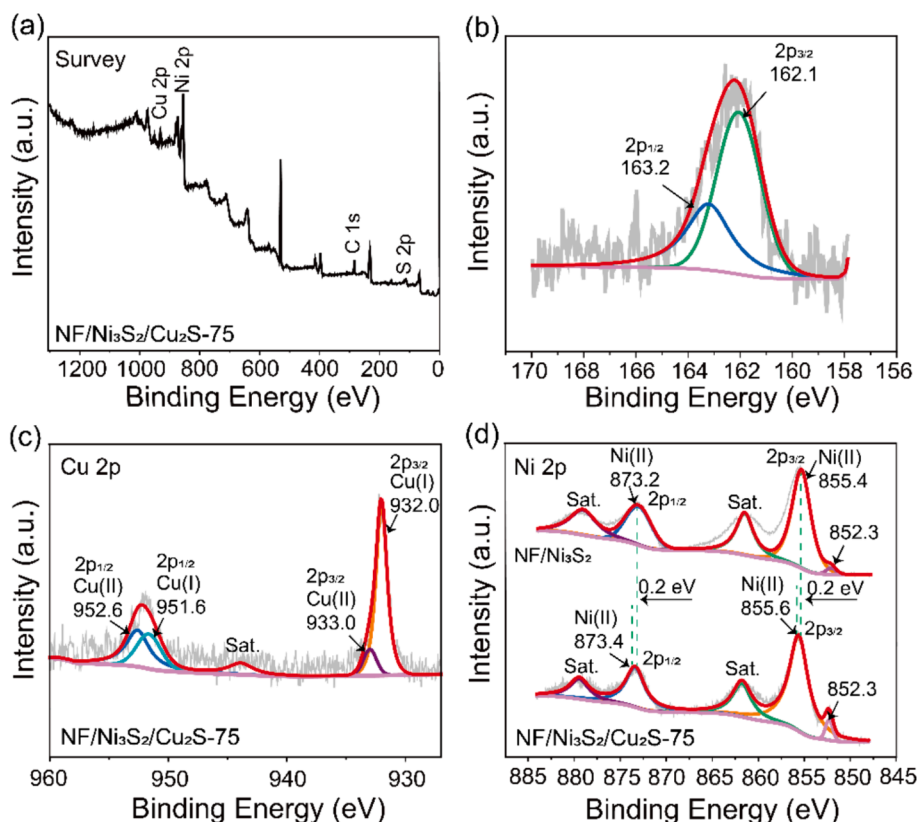 (a)
Survey
Cu 2p
Ni 2p
C 1s
S 2p
NF/Ni₃S₂/Cu₂S-75
Intensity (a.u.)
1200 1000 800 600 400 200 0
Binding Energy (eV)
(b)
2p₃/₂
162.1
2p₁/₂
163.2
Intensity (a.u.)
170 168 166 164 162 160 158 156
Binding Energy (eV)
(c)
Cu 2p
2p₃/₂
Cu(I)
932.0
2p₁/₂
Cu(II)
952.6
2p₁/₂
Cu(I)
951.6
2p₃/₂
Cu(II)
933.0
Sat.
NF/Ni₃S₂/Cu₂S-75
Intensity (a.u.)
960 950 940 930
Binding Energy (eV)
(d)
Ni 2p
Ni(II)
873.2
2p₁/₂
Sat.
Sat.
2p₃/₂
Ni(II)
855.4
852.3
NF/Ni₃S₂
0.2 eV
0.2 eV
Ni(II)
873.4
2p₁/₂
Ni(II)
855.6
2p₃/₂
Sat.
Sat.
852.3
NF/Ni₃S₂/Cu₂S-75
Intensity (a.u.)
885 880 875 870 865 860 855 850 845
Binding Energy (eV)